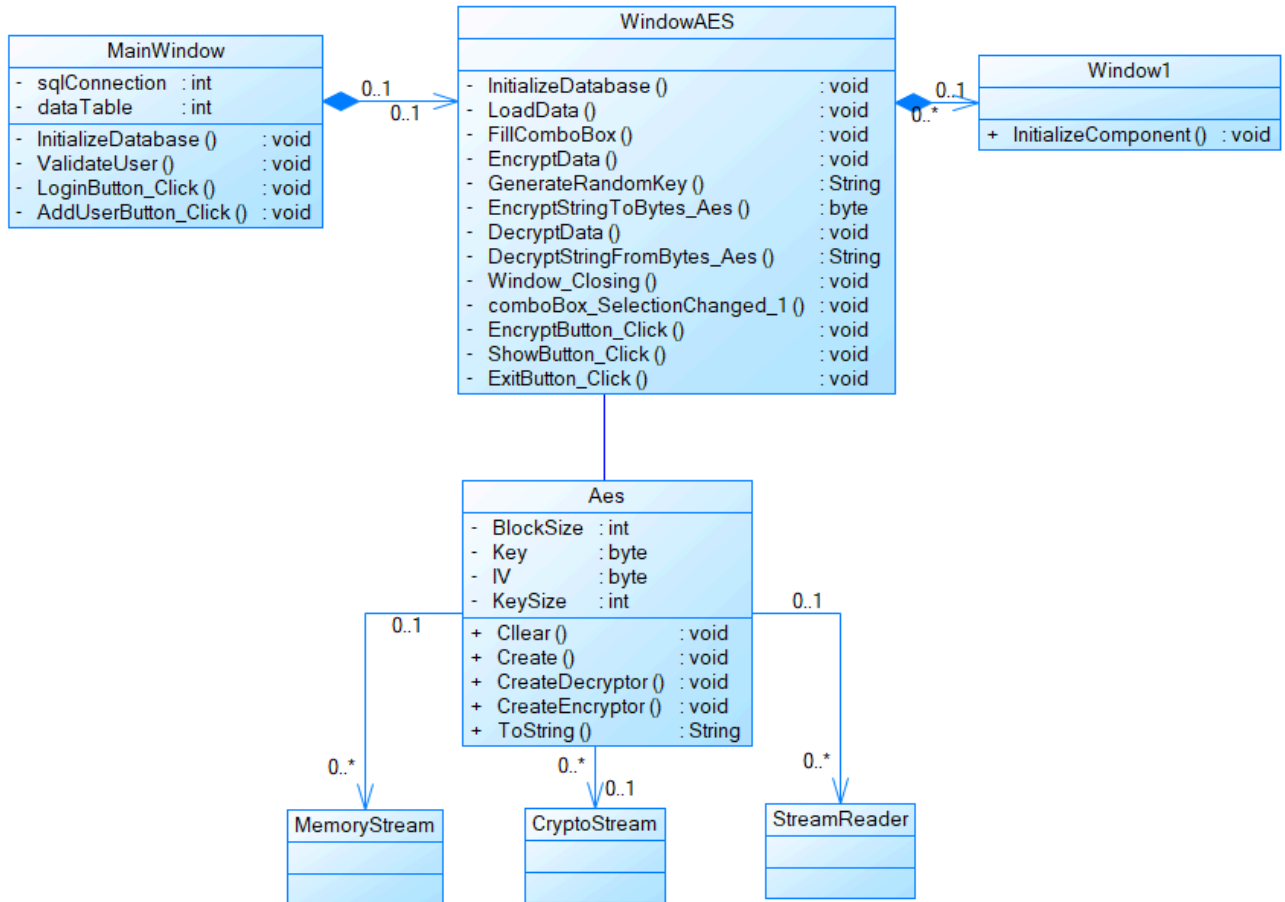 MainWindow
- sqlConnection : int
- dataTable : int
- InitializeDatabase () : void
- ValidateUser () : void
- LoginButton_Click () : void
- AddUserButton_Click () : void
0..1
0..1
WindowAES
- InitializeDatabase () : void
- LoadData () : void
- FillComboBox () : void
- EncryptData () : void
- GenerateRandomKey () : String
- EncryptStringToBytes_Aes () : byte
- DecryptData () : void
- DecryptStringFromBytes_Aes () : String
- Window_Closing () : void
- comboBox_SelectionChanged_1 () : void
- EncryptButton_Click () : void
- ShowButton_Click () : void
- ExitButton_Click () : void
0..1
0..*
Window1
+ InitializeComponent () : void
Aes
- BlockSize : int
- Key : byte
- IV : byte
- KeySize : int
+ Cllear () : void
+ Create () : void
+ CreateDecryptor () : void
+ CreateEncryptor () : void
+ ToString () : String
0..1
0..1
0..*
0..*
0..1
0..*
MemoryStream
CryptoStream
StreamReader